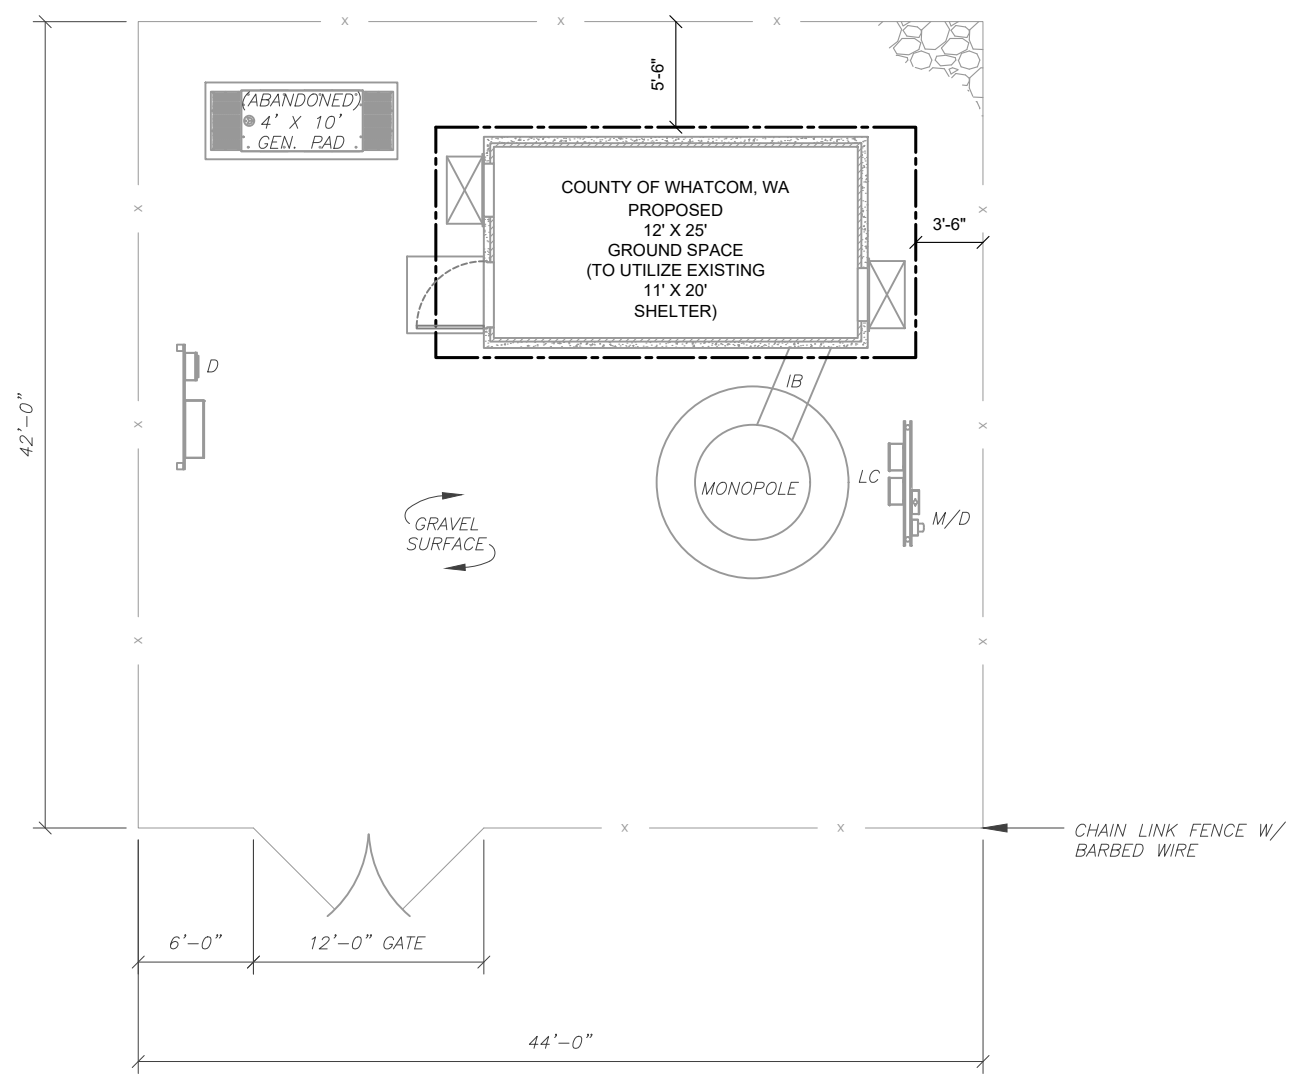 5'-6"
(ABANDONED)
4' X 10'
GEN. PAD
COUNTY OF WHATCOM, WA
PROPOSED
12' X 25'
GROUND SPACE
(TO UTILIZE EXISTING
11' X 20'
SHELTER)
3'-6"
D
IB
42'-0"
MONOPOLE
LC
M/D
GRAVEL
SURFACE
CHAIN LINK FENCE W/
BARBED WIRE
6'-0"
12'-0" GATE
44'-0"